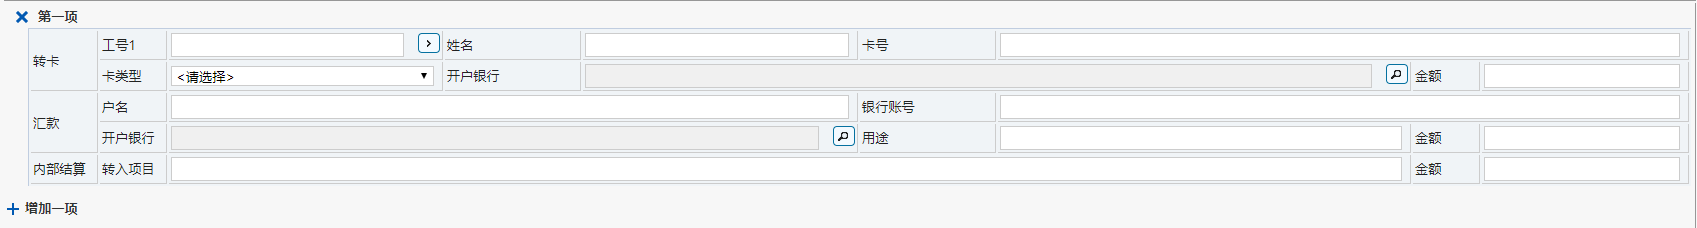 第一项
转卡 工号1 姓名 卡号
卡类型 <请选择> 开户银行 金额
汇款 户名 银行账号
开户银行 用途 金额
内部结算 转入项目 金额
增加一项